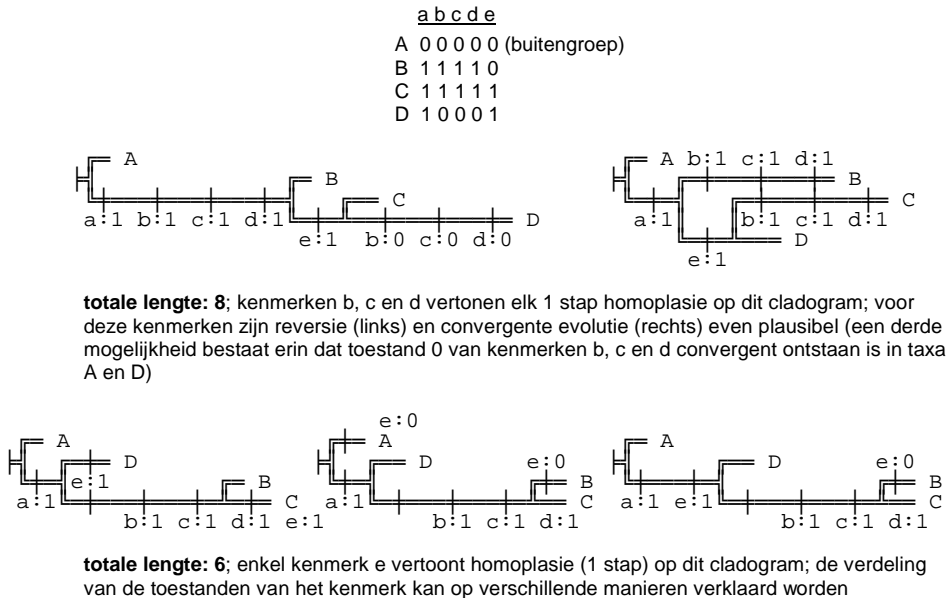 a b c d e
A 0 0 0 0 0 (buitengroep)
B 1 1 1 1 0
C 1 1 1 1 1
D 1 0 0 0 1
A
B
C
D
a:1 b:1 c:1 d:1
e:1 b:0 c:0 d:0
A b:1 c:1 d:1
B
C
a:1 b:1 c:1 d:1
D
e:1
totale lengte: 8; kenmerken b, c en d vertonen elk 1 stap homoplasie op dit cladogram; voor
deze kenmerken zijn reversie (links) en convergente evolutie (rechts) even plausibel (een derde
mogelijkheid bestaat erin dat toestand 0 van kenmerken b, c en d convergent ontstaan is in taxa
A en D)
A
D
e:1
B
a:1 C
b:1 c:1 d:1 e:1
e:0
A
D e:0
B
a:1 C
b:1 c:1 d:1
A
D e:0
B
a:1 e:1 C
b:1 c:1 d:1
totale lengte: 6; enkel kenmerk e vertoont homoplasie (1 stap) op dit cladogram; de verdeling
van de toestanden van het kenmerk kan op verschillende manieren verklaard worden